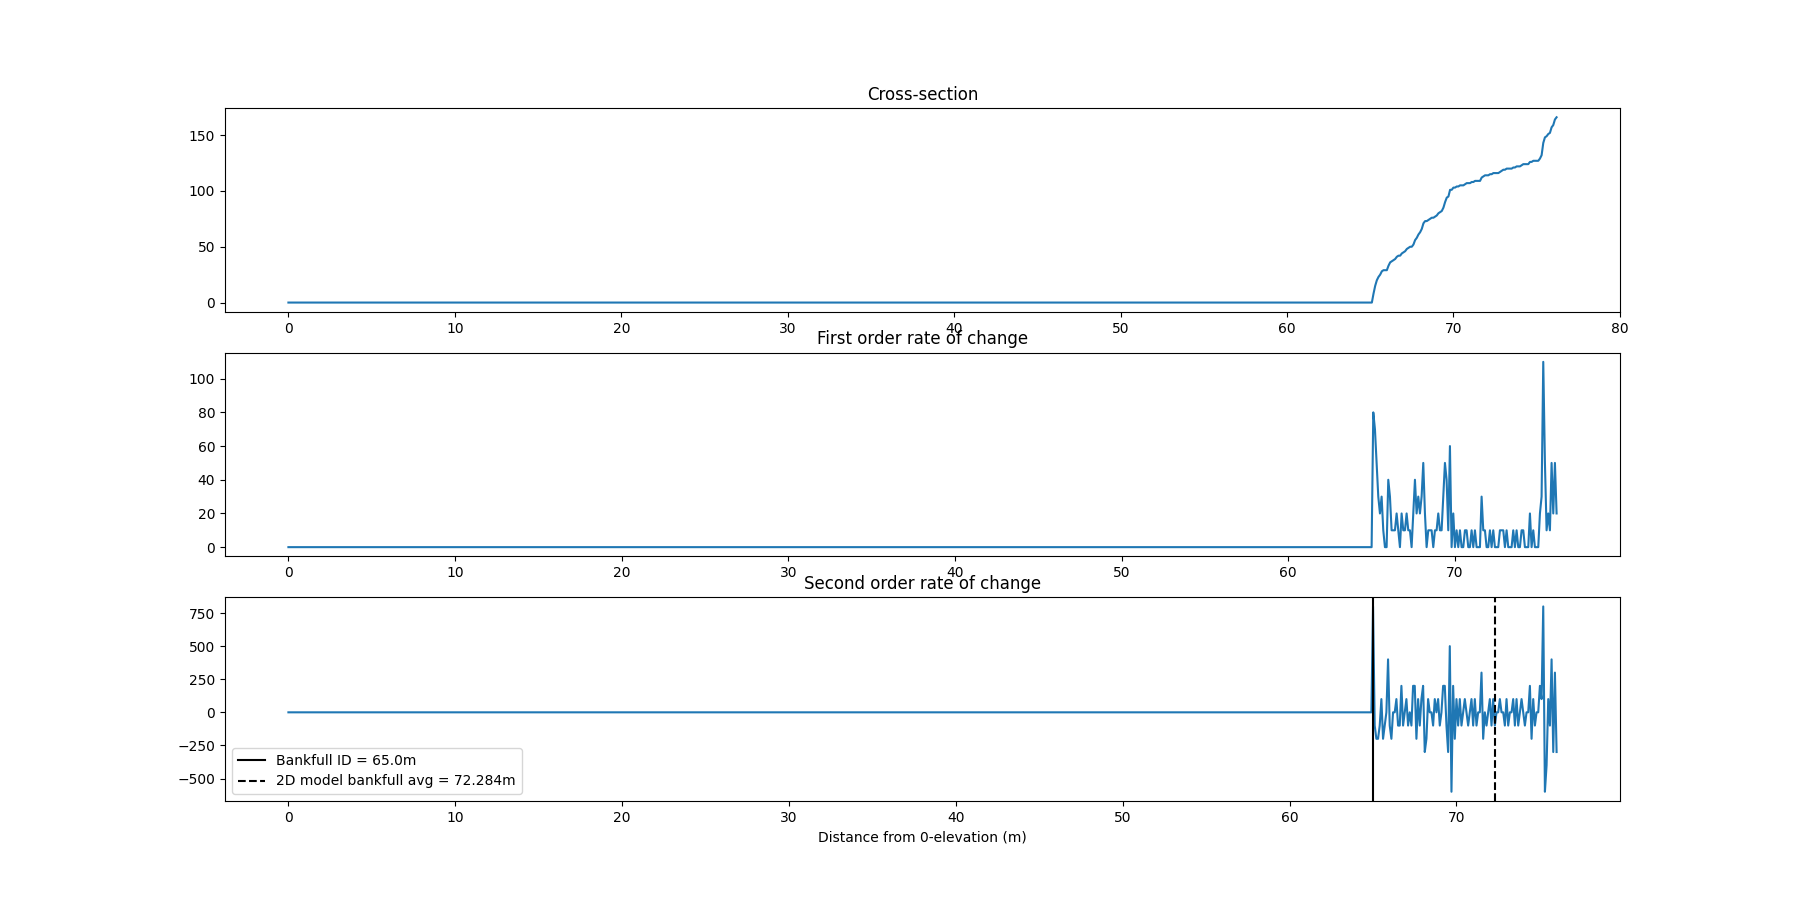 Cross-section
150
100
50
0
0 10 20 30 40 50 60 70 80
First order rate of change
100
80
60
40
20
0
0 10 20 30 40 50 60 70
Second order rate of change
750
500
250
0
−250
−500
Bankfull ID = 65.0m
2D model bankfull avg = 72.284m
0 10 20 30 40 50 60 70
Distance from 0-elevation (m)